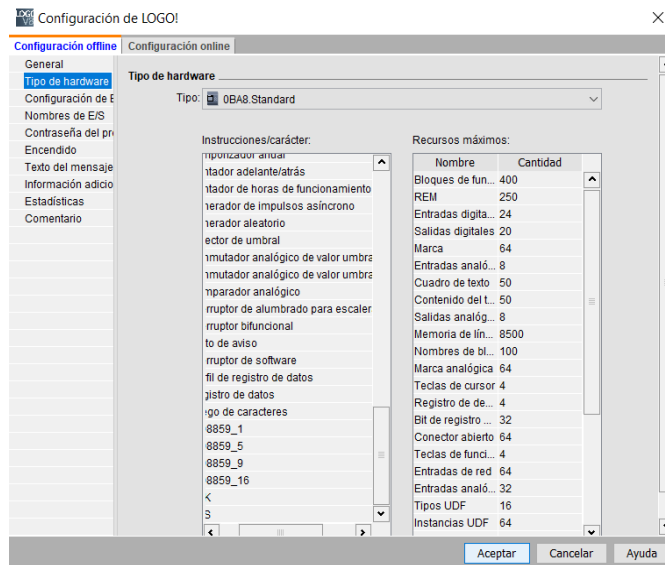 Configuración de LOGO!
Configuración offline
Configuración online
General
Tipo de hardware
Configuración de E
Nombres de E/S
Contraseña del pro
Encendido
Texto del mensaje
Información adicio
Estadísticas
Comentario
Tipo de hardware
Tipo: 0BA8.Standard
Instrucciones/carácter:
mporizador anual
ntador adelante/atrás
ntador de horas de funcionamiento
nerador de impulsos asíncrono
nerador aleatorio
ector de umbral
nmutador analógico de valor umbra
nmutador analógico de valor umbra
mparador analógico
rruptor de alumbrado para escaler
rruptor bifuncional
to de aviso
rruptor de software
fil de registro de datos
gistro de datos
ego de caracteres
8859_1
8859_5
8859_9
8859_16
K
S
Recursos máximos:
Nombre Cantidad
Bloques de fun... 400
REM 250
Entradas digita... 24
Salidas digitales 20
Marca 64
Entradas analó... 8
Cuadro de texto 50
Contenido del t... 50
Salidas analóg... 8
Memoria de lín... 8500
Nombres de bl... 100
Marca analógica 64
Teclas de cursor 4
Registro de de... 4
Bit de registro ... 32
Conector abierto 64
Teclas de funci... 4
Entradas de red 64
Entradas analó... 32
Tipos UDF 16
Instancias UDF 64
Aceptar Cancelar Ayuda